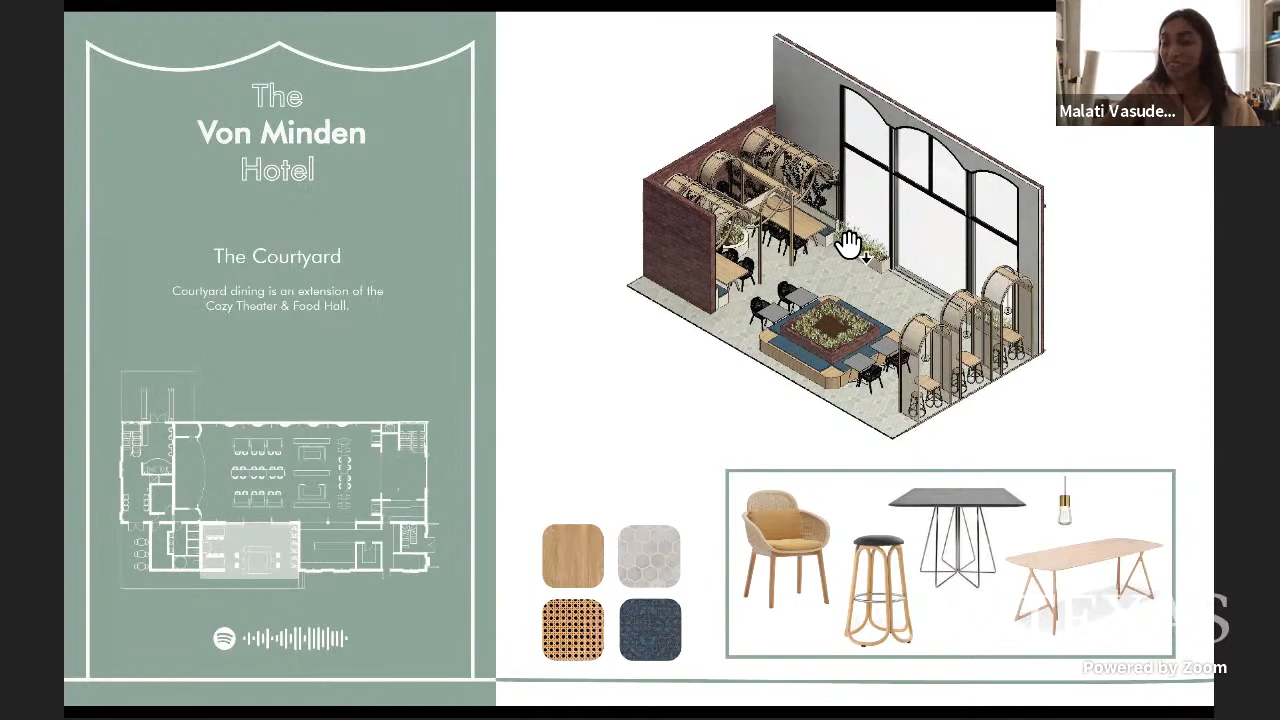 The
Von Minden
Hotel
The Courtyard
Courtyard dining is an extension of the
Cozy Theater & Food Hall.
Malati Vasude...
TEXAS
Powered by Zoom